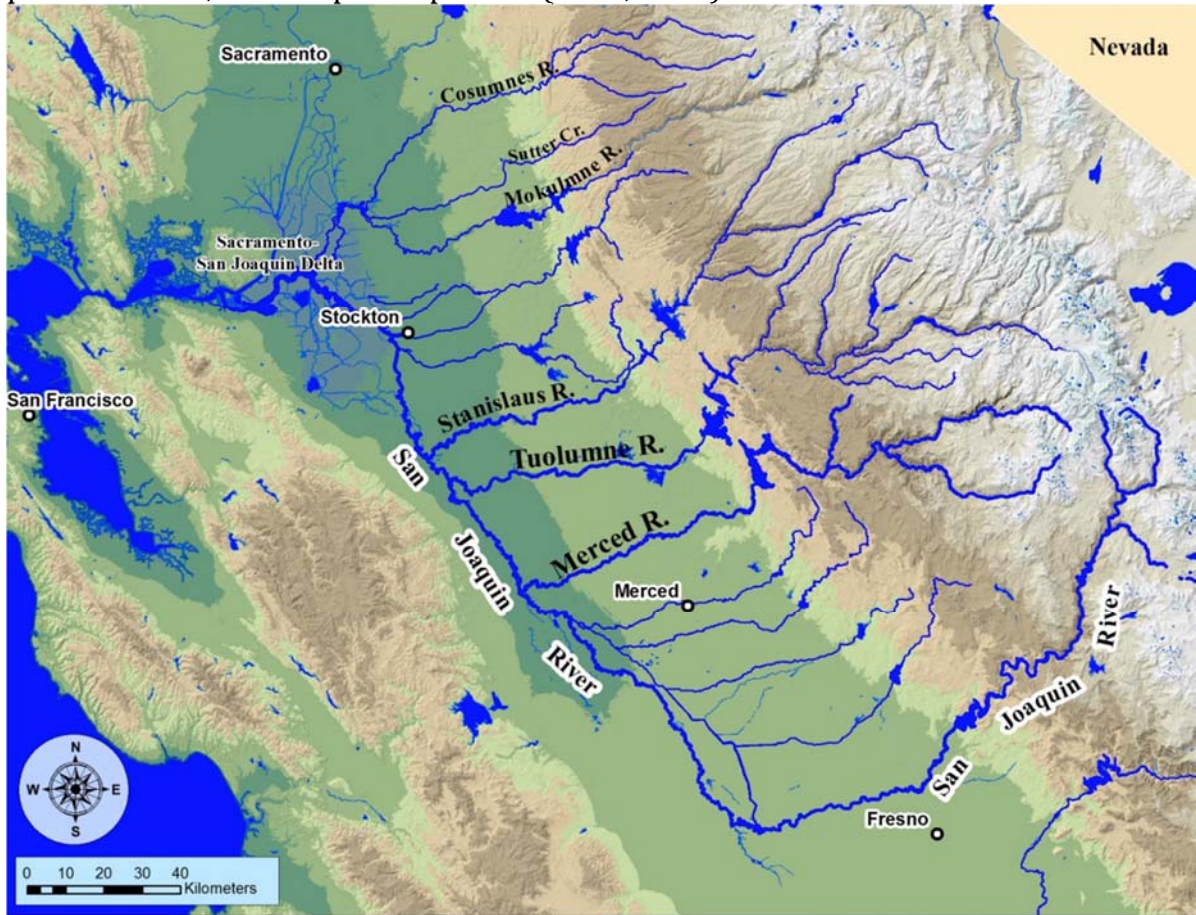 Nevada
Sacramento
Cosumnes R.
Sutter Cr.
Mokulmne R.
Sacramento-
San Joaquin Delta
Stockton
San Francisco
Stanislaus R.
Tuolumne R.
San
Joaquin
River
Merced R.
Merced
River
Joaquin
San
Fresno
N
W
E
S
0 10 20 30 40
Kilometers